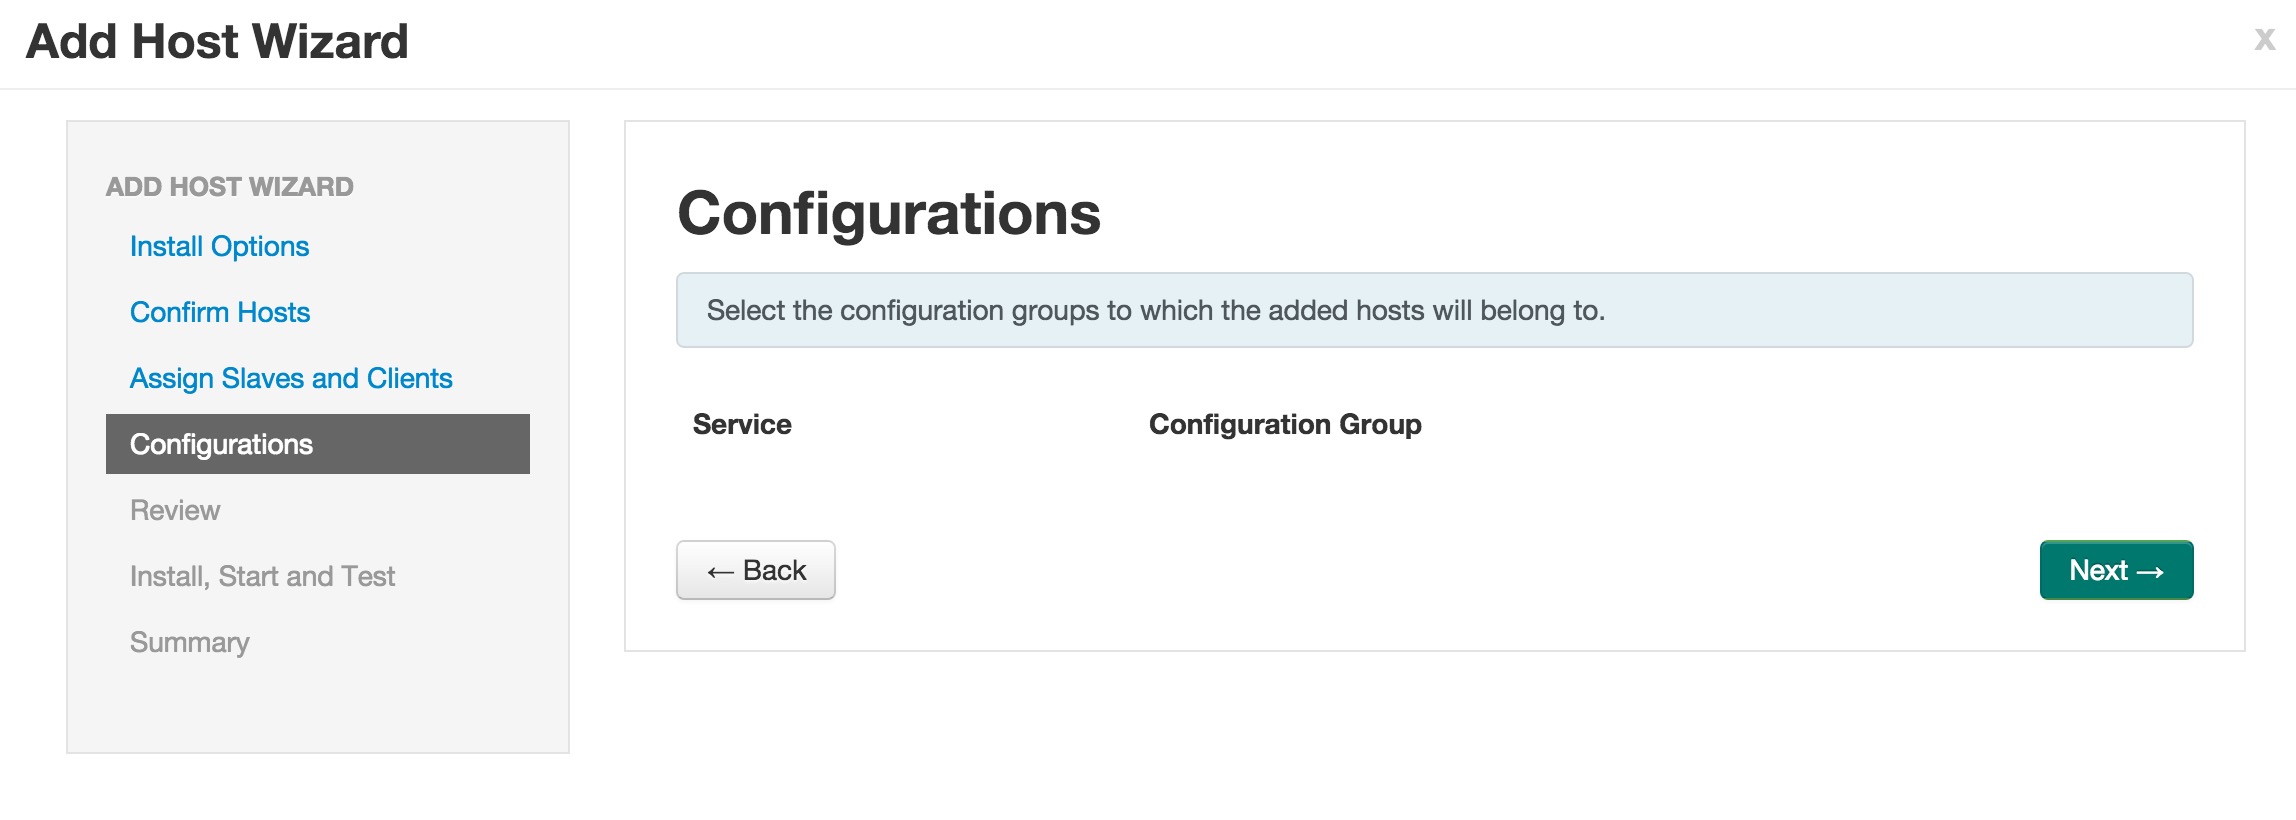 Add Host Wizard
x
ADD HOST WIZARD
Install Options
Confirm Hosts
Assign Slaves and Clients
Configurations
Review
Install, Start and Test
Summary
Configurations
Select the configuration groups to which the added hosts will belong to.
Service Configuration Group
← Back Next →